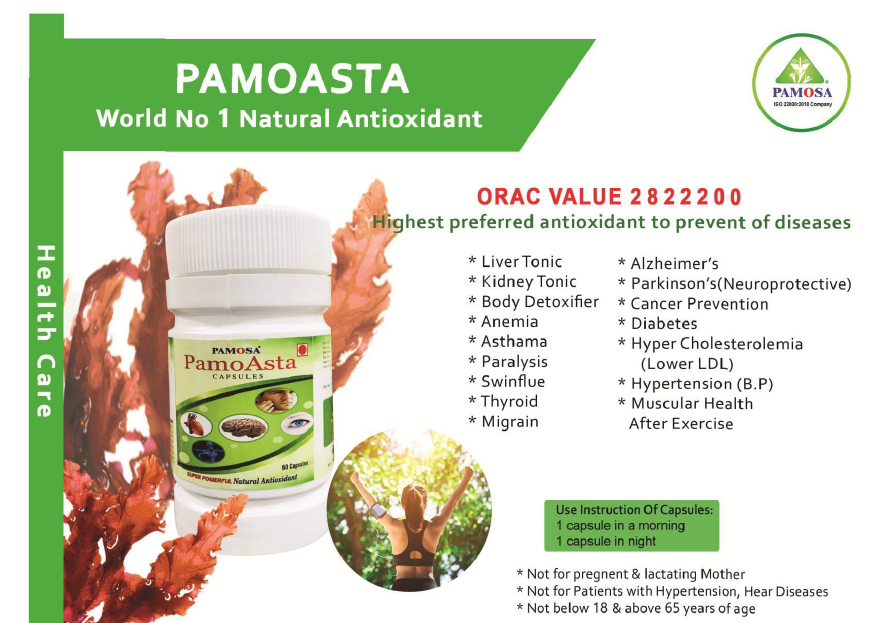 PAMOASTA
World No 1 Natural Antioxidant
PAMOSA
ISO 22000:2018 Company
Health Care
ORAC VALUE 2822200
Highest preferred antioxidant to prevent of diseases
* Liver Tonic
* Kidney Tonic
* Body Detoxifier
* Anemia
* Asthama
* Paralysis
* Swinflue
* Thyroid
* Migrain
* Alzheimer's
* Parkinson's(Neuroprotective)
* Cancer Prevention
* Diabetes
* Hyper Cholesterolemia
(Lower LDL)
* Hypertension (B.P)
* Muscular Health
After Exercise
PAMOSA
PamoAsta
CAPSULES
60 Capsules
SUPER POWERFUL Natural Antioxidant
Use Instruction Of Capsules:
1 capsule in a morning
1 capsule in night
* Not for pregnent & lactating Mother
* Not for Patients with Hypertension, Hear Diseases
* Not below 18 & above 65 years of age